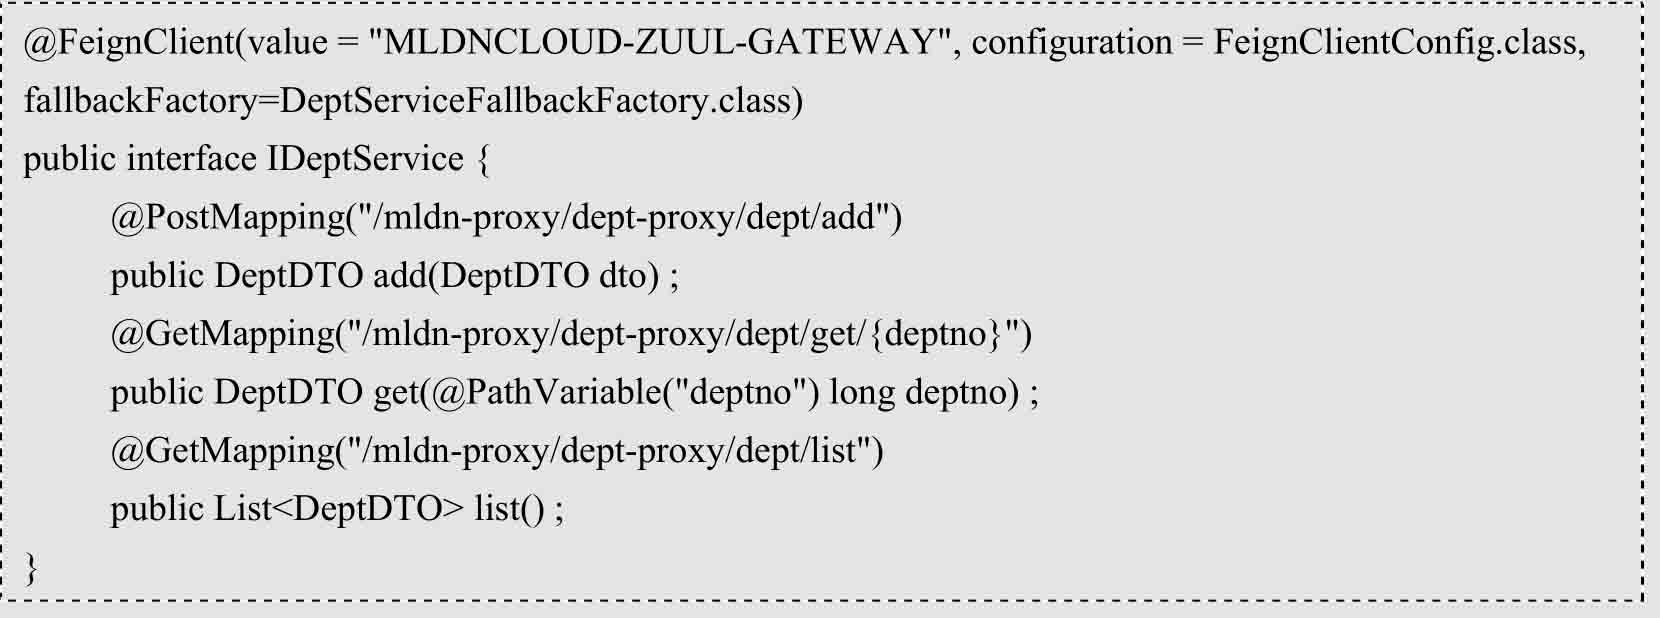 @FeignClient(value = "MLDNCLOUD-ZUUL-GATEWAY", configuration = FeignClientConfig.class,
fallbackFactory=DeptServiceFallbackFactory.class)
public interface IDeptService {
@PostMapping("/mldn-proxy/dept-proxy/dept/add")
public DeptDTO add(DeptDTO dto) ;
@GetMapping("/mldn-proxy/dept-proxy/dept/get/{deptno}")
public DeptDTO get(@PathVariable("deptno") long deptno) ;
@GetMapping("/mldn-proxy/dept-proxy/dept/list")
public List<DeptDTO> list() ;
}